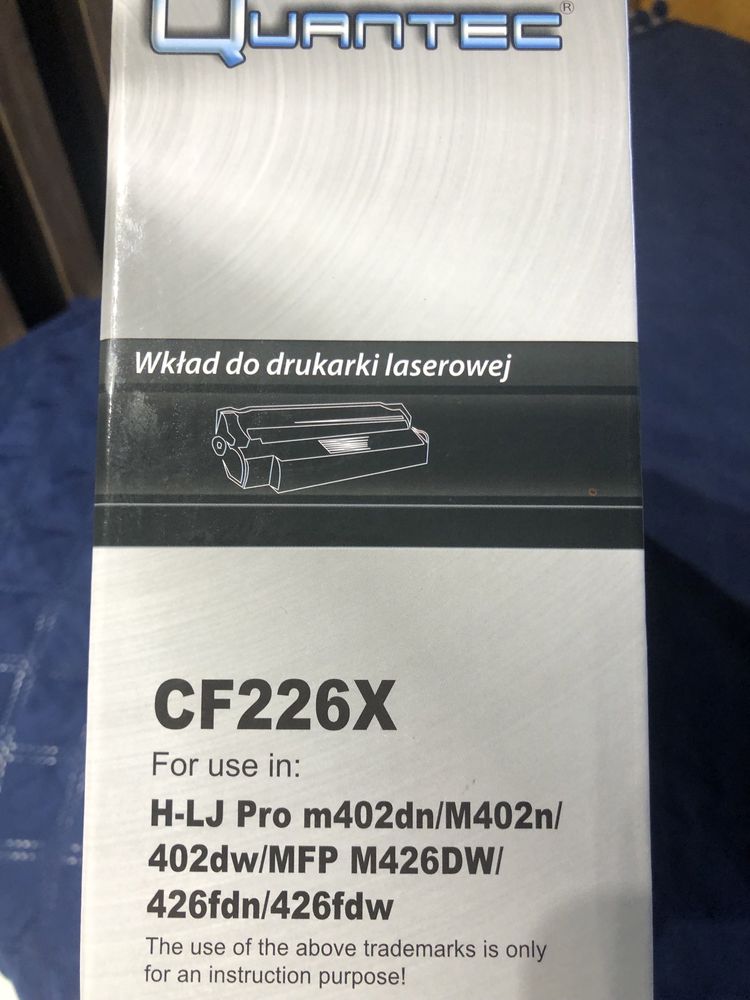 QUANTEC®
Wkład do drukarki laserowej
CF226X
For use in:
H-LJ Pro m402dn/M402n/
402dw/MFP M426DW/
426fdn/426fdw
The use of the above trademarks is only
for an instruction purpose!